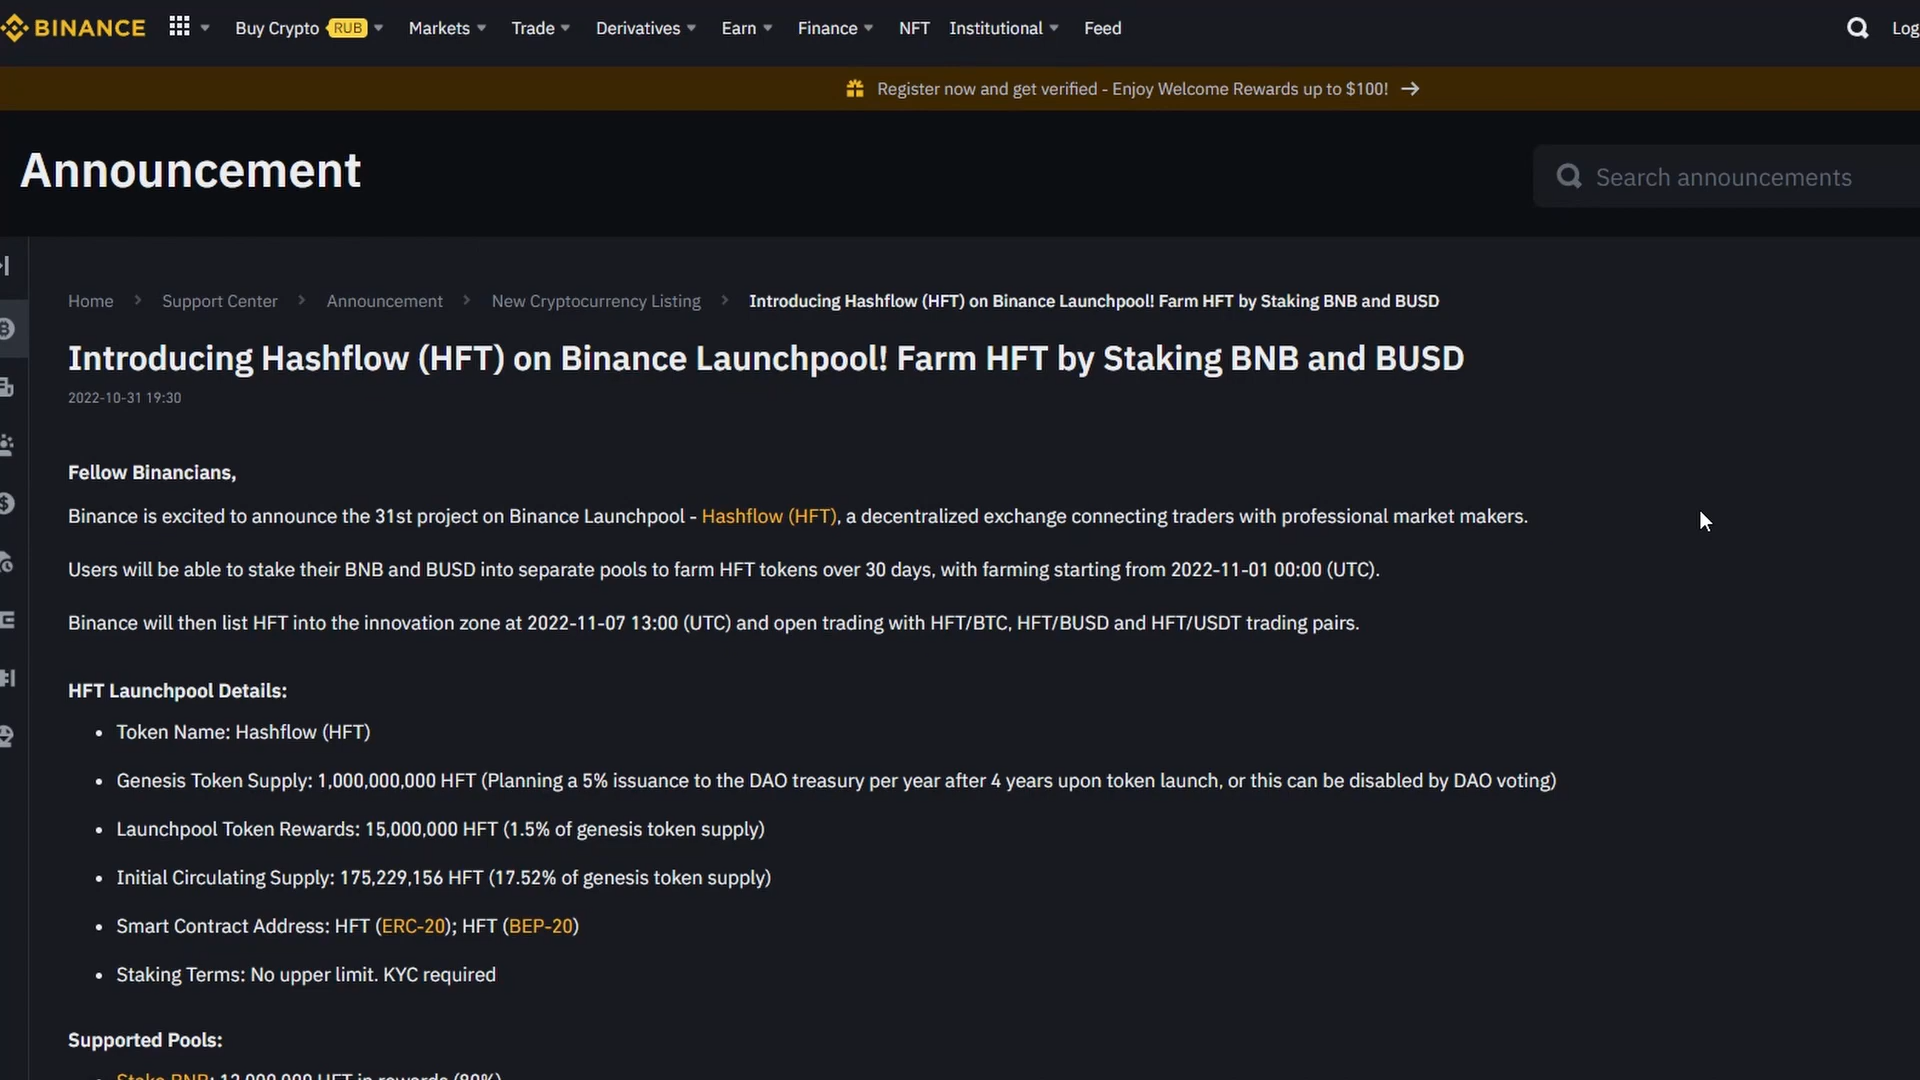 BINANCE
Buy Crypto RUB Markets Trade Derivatives Earn Finance NFT Institutional Feed
Register now and get verified - Enjoy Welcome Rewards up to $100!
Announcement
Search announcements
Home Support Center Announcement New Cryptocurrency Listing Introducing Hashflow (HFT) on Binance Launchpool! Farm HFT by Staking BNB and BUSD
Introducing Hashflow (HFT) on Binance Launchpool! Farm HFT by Staking BNB and BUSD
2022-10-31 19:30
Fellow Binancians,
Binance is excited to announce the 31st project on Binance Launchpool - Hashflow (HFT), a decentralized exchange connecting traders with professional market makers.
Users will be able to stake their BNB and BUSD into separate pools to farm HFT tokens over 30 days, with farming starting from 2022-11-01 00:00 (UTC).
Binance will then list HFT into the innovation zone at 2022-11-07 13:00 (UTC) and open trading with HFT/BTC, HFT/BUSD and HFT/USDT trading pairs.
HFT Launchpool Details:
• Token Name: Hashflow (HFT)
• Genesis Token Supply: 1,000,000,000 HFT (Planning a 5% issuance to the DAO treasury per year after 4 years upon token launch, or this can be disabled by DAO voting)
• Launchpool Token Rewards: 15,000,000 HFT (1.5% of genesis token supply)
• Initial Circulating Supply: 175,229,156 HFT (17.52% of genesis token supply)
• Smart Contract Address: HFT (ERC-20); HFT (BEP-20)
• Staking Terms: No upper limit. KYC required
Supported Pools:
• Stake BNB: 12,000,000 HFT in rewards (80%)